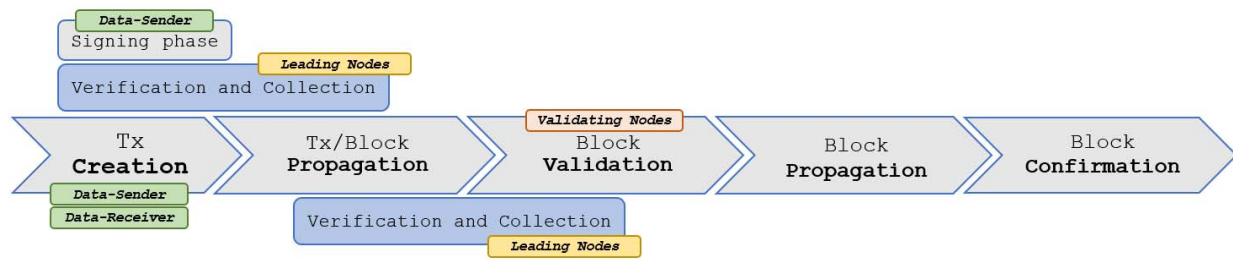 Data-Sender
Signing phase
Leading Nodes
Verification and Collection
Tx
Creation
Data-Sender
Data-Receiver
Tx/Block
Propagation
Validating Nodes
Block
Validation
Block
Propagation
Block
Confirmation
Verification and Collection
Leading Nodes